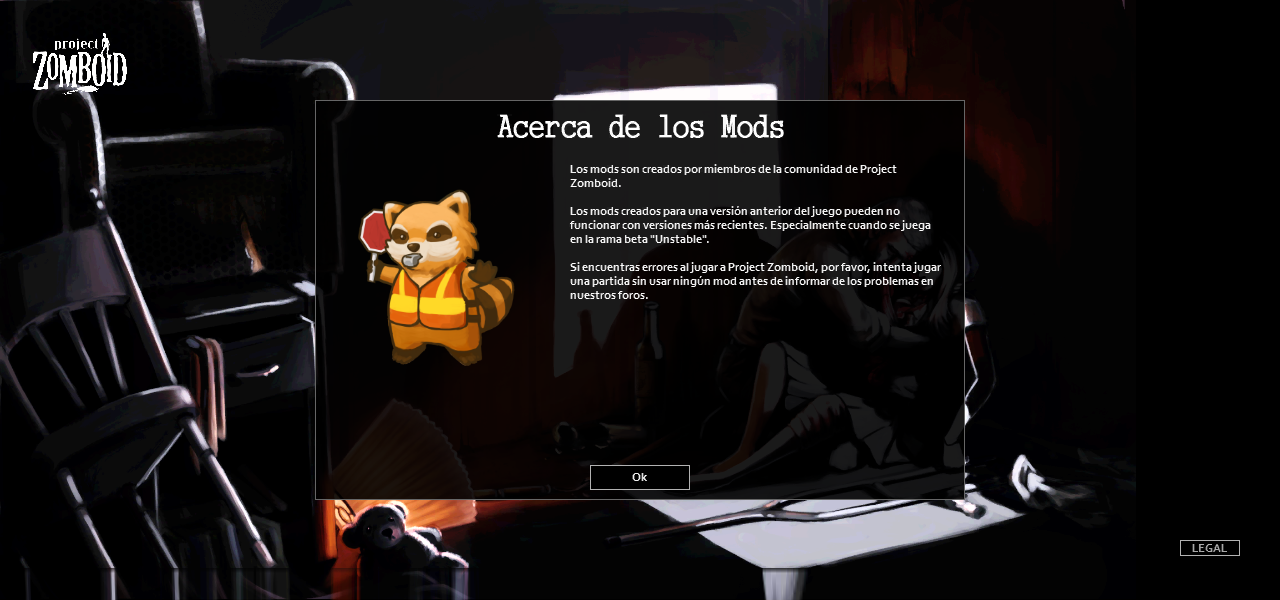 project
ZOMBOID
Acerca de los Mods
Los mods son creados por miembros de la comunidad de Project
Zomboid.
Los mods creados para una versión anterior del juego pueden no
funcionar con versiones más recientes. Especialmente cuando se juega
en la rama beta "Unstable".
Si encuentras errores al jugar a Project Zomboid, por favor, intenta jugar
una partida sin usar ningún mod antes de informar de los problemas en
nuestros foros.
Ok
LEGAL